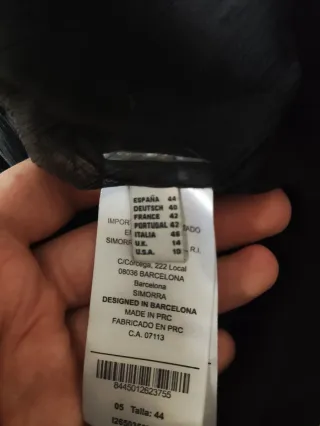 ESPAÑA 44
DEUTSCH 40
FRANCE 42
PORTUGAL 42
ITALIA 48
U.K. 14
U.S.A. 10
C/Còrcega, 222 Local
08036 BARCELONA
Barcelona
SIMORRA
DESIGNED IN BARCELONA
MADE IN PRC
FABRICADO EN PRC
C.A. 07113
8445012623755
05 Talla: 44